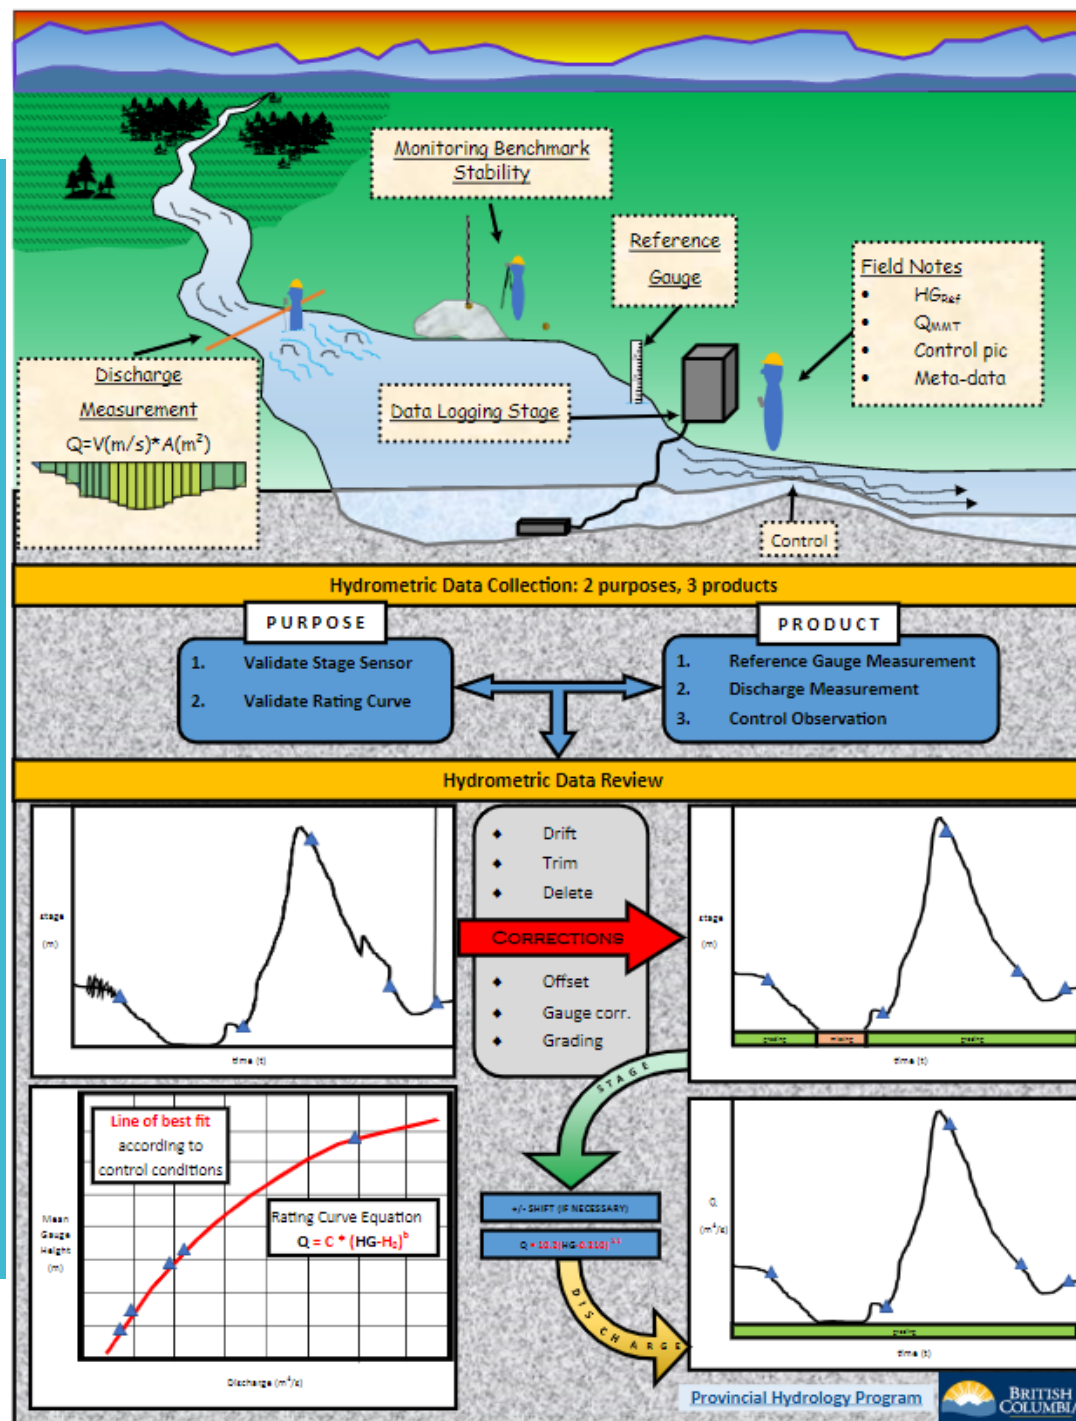 Monitoring Benchmark
Stability
Reference
Gauge
Field Notes
• HGRef
• QMMT
• Control pic
• Meta-data
Discharge
Measurement
Q=V(m/s)*A(m²)
Data Logging Stage
Control
Hydrometric Data Collection: 2 purposes, 3 products
PURPOSE
1. Validate Stage Sensor
2. Validate Rating Curve
PRODUCT
1. Reference Gauge Measurement
2. Discharge Measurement
3. Control Observation
Hydrometric Data Review
stage
(m)
time (t)
◆ Drift
◆ Trim
◆ Delete
CORRECTIONS
◆ Offset
◆ Gauge corr.
◆ Grading
stage
(m)
grading
missing
grading
time (t)
STAGE
Line of best fit
according to
control conditions
Rating Curve Equation
Q = C * (HG-H₀)ᵇ
Mean
Gauge
Height
(m)
Discharge (m³/s)
+/- SHIFT (IF NECESSARY)
DISCHARGE
Q
(m³/s)
grading
time (t)
Provincial Hydrology Program
BRITISH
COLUMBIA